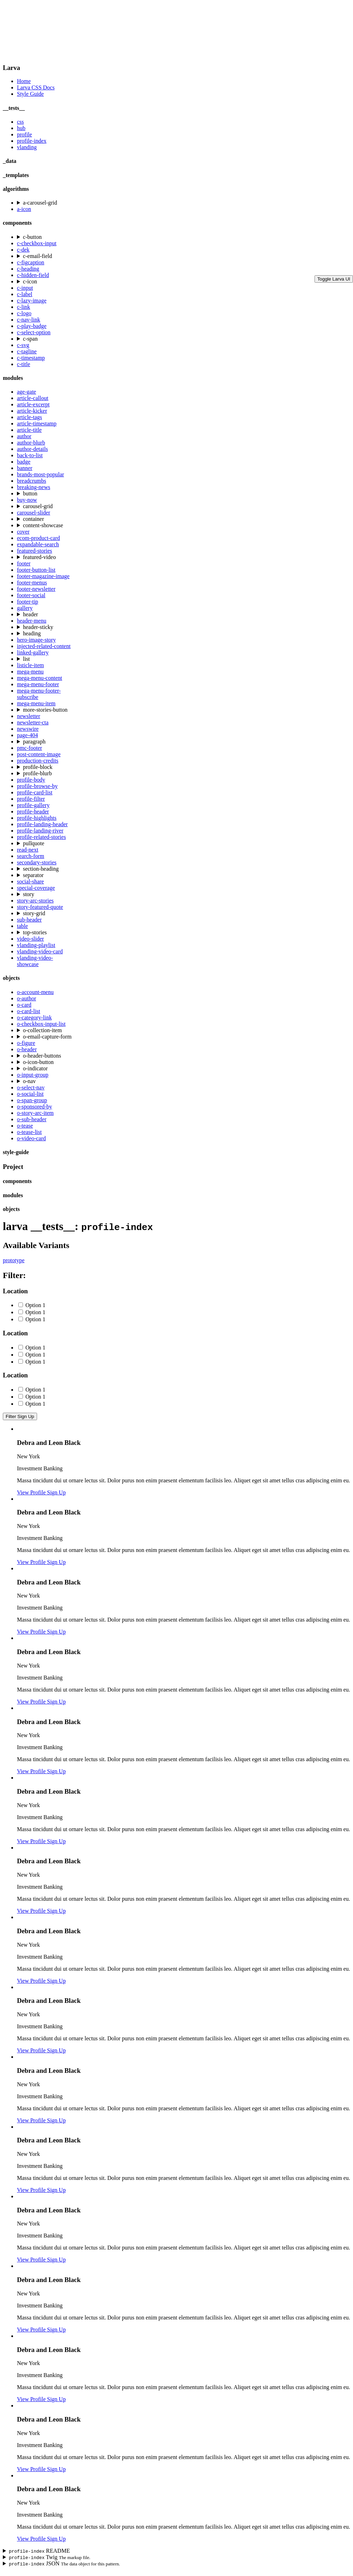 Larva
Home
Larva CSS Docs
Style Guide
__tests__
css
hub
profile
profile-index
vlanding
_data
_templates
algorithms
a-carousel-grid
a-icon
components
c-button
c-checkbox-input
c-dek
c-email-field
c-figcaption
c-heading
c-hidden-field
Toggle Larva UI
c-icon
c-input
c-label
c-lazy-image
c-link
c-logo
c-nav-link
c-play-badge
c-select-option
c-span
c-svg
c-tagline
c-timestamp
c-title
modules
age-gate
article-callout
article-excerpt
article-kicker
article-tags
article-timestamp
article-title
author
author-blurb
author-details
back-to-list
badge
banner
brands-most-popular
breadcrumbs
breaking-news
button
buy-now
carousel-grid
carousel-slider
container
content-showcase
cover
ecom-product-card
expandable-search
featured-stories
featured-video
footer
footer-button-list
footer-magazine-image
footer-menus
footer-newsletter
footer-social
footer-tip
gallery
header
header-menu
header-sticky
heading
hero-image-story
injected-related-content
linked-gallery
list
listicle-item
mega-menu
mega-menu-content
mega-menu-footer
mega-menu-footer-
subscribe
mega-menu-item
more-stories-button
newsletter
newsletter-cta
newswire
page-404
paragraph
pmc-footer
post-content-image
production-credits
profile-block
profile-blurb
profile-body
profile-browse-by
profile-card-list
profile-filter
profile-gallery
profile-header
profile-highlights
profile-landing-header
profile-landing-river
profile-related-stories
pullquote
read-next
search-form
secondary-stories
section-heading
separator
social-share
special-coverage
story
story-arc-stories
story-featured-quote
story-grid
sub-header
table
top-stories
video-slider
vlanding-playlist
vlanding-video-card
vlanding-video-
showcase
objects
o-account-menu
o-author
o-card
o-card-list
o-category-link
o-checkbox-input-list
o-collection-item
o-email-capture-form
o-figure
o-header
o-header-buttons
o-icon-button
o-indicator
o-input-group
o-nav
o-select-nav
o-social-list
o-span-group
o-sponsored-by
o-story-arc-item
o-sub-header
o-tease
o-tease-list
o-video-card
style-guide
Project
components
modules
objects
larva __tests__: profile-index
Available Variants
prototype
Filter:
Location
Option 1
Option 1
Option 1
Location
Option 1
Option 1
Option 1
Location
Option 1
Option 1
Option 1
Filter Sign Up
Debra and Leon Black
New York
Investment Banking
Massa tincidunt dui ut ornare lectus sit. Dolor purus non enim praesent elementum facilisis leo. Aliquet eget sit amet tellus cras adipiscing enim eu.
View Profile Sign Up
Debra and Leon Black
New York
Investment Banking
Massa tincidunt dui ut ornare lectus sit. Dolor purus non enim praesent elementum facilisis leo. Aliquet eget sit amet tellus cras adipiscing enim eu.
View Profile Sign Up
Debra and Leon Black
New York
Investment Banking
Massa tincidunt dui ut ornare lectus sit. Dolor purus non enim praesent elementum facilisis leo. Aliquet eget sit amet tellus cras adipiscing enim eu.
View Profile Sign Up
Debra and Leon Black
New York
Investment Banking
Massa tincidunt dui ut ornare lectus sit. Dolor purus non enim praesent elementum facilisis leo. Aliquet eget sit amet tellus cras adipiscing enim eu.
View Profile Sign Up
Debra and Leon Black
New York
Investment Banking
Massa tincidunt dui ut ornare lectus sit. Dolor purus non enim praesent elementum facilisis leo. Aliquet eget sit amet tellus cras adipiscing enim eu.
View Profile Sign Up
Debra and Leon Black
New York
Investment Banking
Massa tincidunt dui ut ornare lectus sit. Dolor purus non enim praesent elementum facilisis leo. Aliquet eget sit amet tellus cras adipiscing enim eu.
View Profile Sign Up
Debra and Leon Black
New York
Investment Banking
Massa tincidunt dui ut ornare lectus sit. Dolor purus non enim praesent elementum facilisis leo. Aliquet eget sit amet tellus cras adipiscing enim eu.
View Profile Sign Up
Debra and Leon Black
New York
Investment Banking
Massa tincidunt dui ut ornare lectus sit. Dolor purus non enim praesent elementum facilisis leo. Aliquet eget sit amet tellus cras adipiscing enim eu.
View Profile Sign Up
Debra and Leon Black
New York
Investment Banking
Massa tincidunt dui ut ornare lectus sit. Dolor purus non enim praesent elementum facilisis leo. Aliquet eget sit amet tellus cras adipiscing enim eu.
View Profile Sign Up
Debra and Leon Black
New York
Investment Banking
Massa tincidunt dui ut ornare lectus sit. Dolor purus non enim praesent elementum facilisis leo. Aliquet eget sit amet tellus cras adipiscing enim eu.
View Profile Sign Up
Debra and Leon Black
New York
Investment Banking
Massa tincidunt dui ut ornare lectus sit. Dolor purus non enim praesent elementum facilisis leo. Aliquet eget sit amet tellus cras adipiscing enim eu.
View Profile Sign Up
Debra and Leon Black
New York
Investment Banking
Massa tincidunt dui ut ornare lectus sit. Dolor purus non enim praesent elementum facilisis leo. Aliquet eget sit amet tellus cras adipiscing enim eu.
View Profile Sign Up
Debra and Leon Black
New York
Investment Banking
Massa tincidunt dui ut ornare lectus sit. Dolor purus non enim praesent elementum facilisis leo. Aliquet eget sit amet tellus cras adipiscing enim eu.
View Profile Sign Up
Debra and Leon Black
New York
Investment Banking
Massa tincidunt dui ut ornare lectus sit. Dolor purus non enim praesent elementum facilisis leo. Aliquet eget sit amet tellus cras adipiscing enim eu.
View Profile Sign Up
Debra and Leon Black
New York
Investment Banking
Massa tincidunt dui ut ornare lectus sit. Dolor purus non enim praesent elementum facilisis leo. Aliquet eget sit amet tellus cras adipiscing enim eu.
View Profile Sign Up
Debra and Leon Black
New York
Investment Banking
Massa tincidunt dui ut ornare lectus sit. Dolor purus non enim praesent elementum facilisis leo. Aliquet eget sit amet tellus cras adipiscing enim eu.
View Profile Sign Up
profile-index README
profile-index Twig The markup file.
profile-index JSON The data object for this pattern.